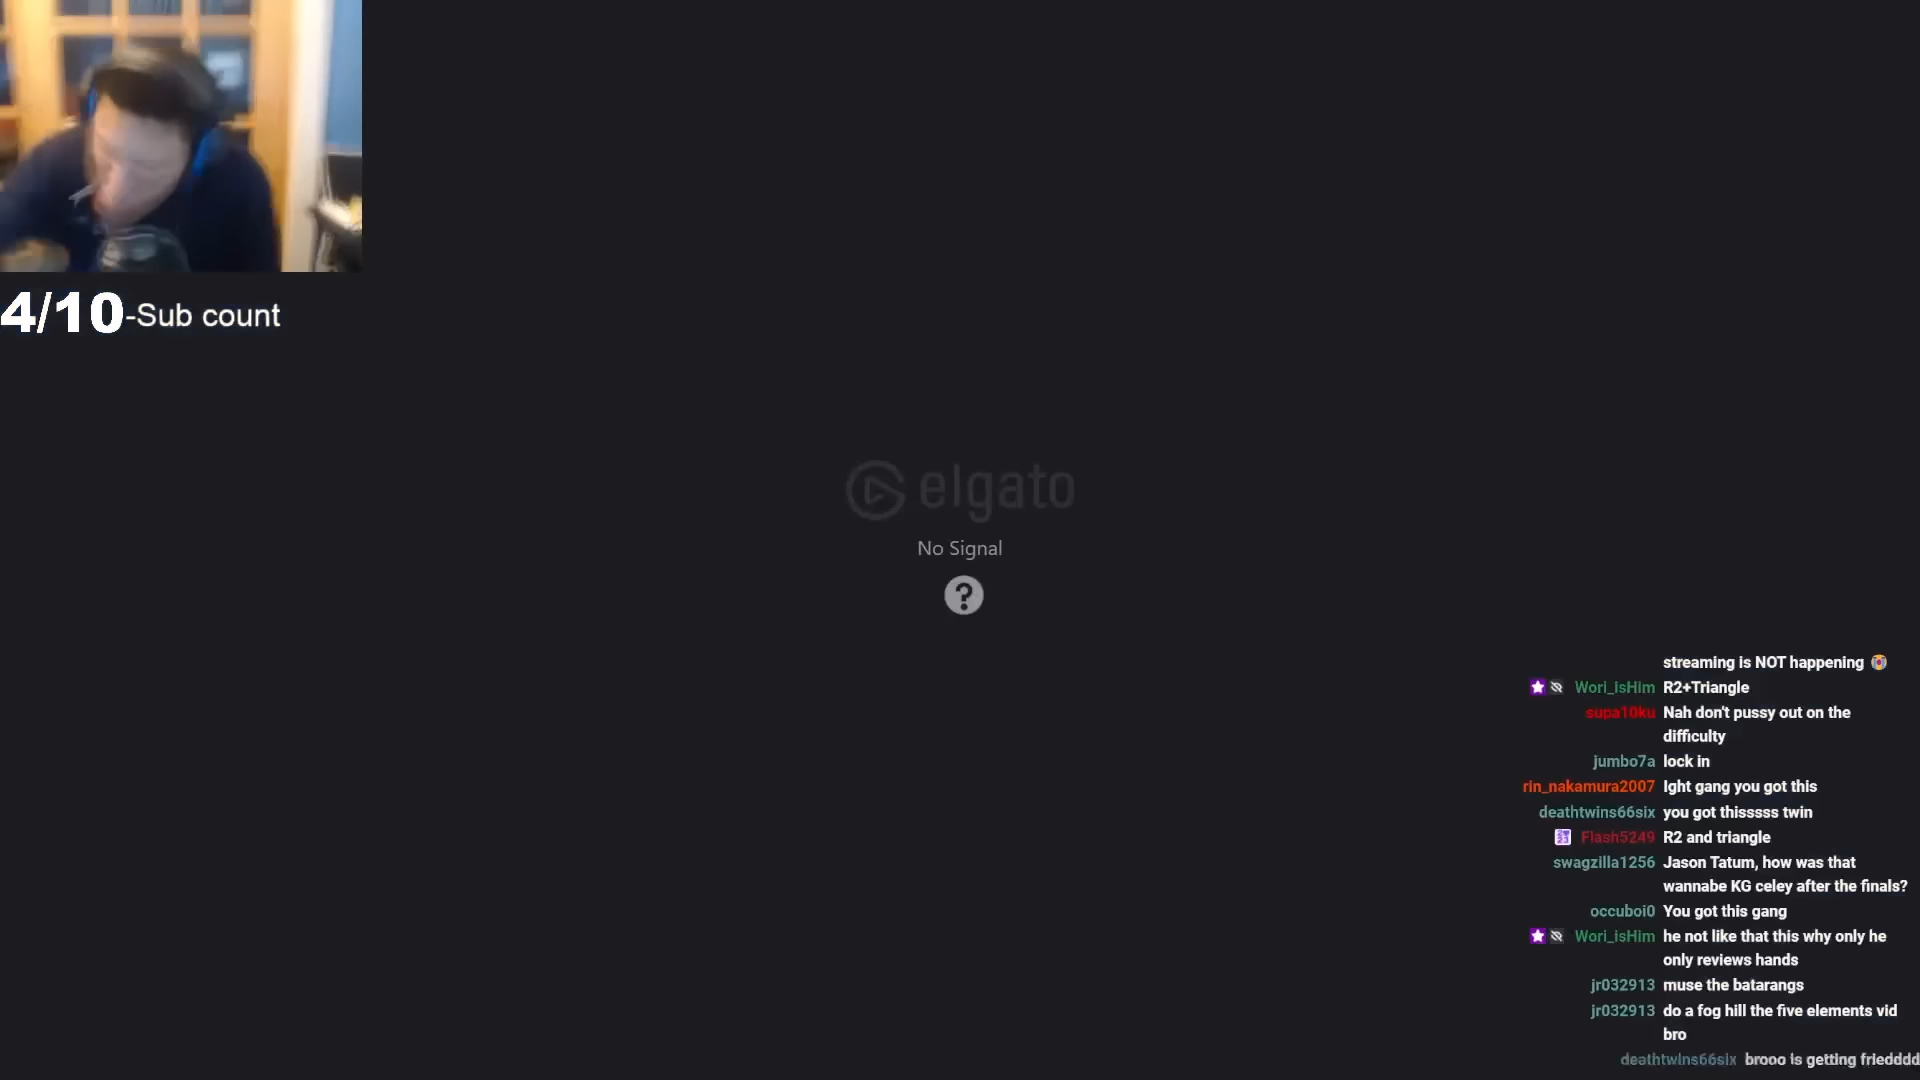 4/10-Sub count
elgato
No Signal
?
streaming is NOT happening
Wori_isHim R2+Triangle
supa10ku Nah don't pussy out on the
difficulty
jumbo7a lock in
rin_nakamura2007 Ight gang you got this
deathtwins66six you got thisssss twin
Flash5249 R2 and triangle
swagzilla1256 Jason Tatum, how was that
wannabe KG celey after the finals?
occuboi0 You got this gang
Wori_isHim he not like that this why only he
only reviews hands
jr032913 muse the batarangs
jr032913 do a fog hill the five elements vid
bro
deathtwins66six brooo is getting friedddd